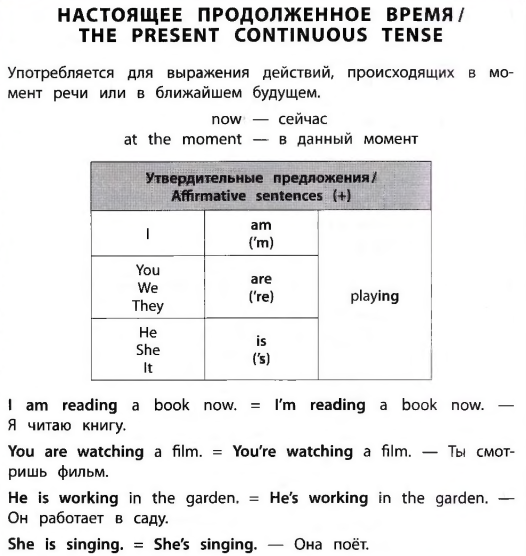 НАСТОЯЩЕЕ ПРОДОЛЖЕННОЕ ВРЕМЯ/
THE PRESENT CONTINUOUS TENSE
Употребляется для выражения действий, происходящих в мо-
мент речи или в ближайшем будущем.
now — сейчас
at the moment — в данный момент
Утвердительные предложения/
Affirmative sentences (+)
I
am
('m)
You
We
They
are
('re)
playing
He
She
It
is
('s)
I am reading a book now. = I'm reading a book now. —
Я читаю книгу.
You are watching a film. = You're watching a film. — Ты смот-
ришь фильм.
He is working in the garden. = He's working in the garden. —
Он работает в саду.
She is singing. = She's singing. — Она поёт.